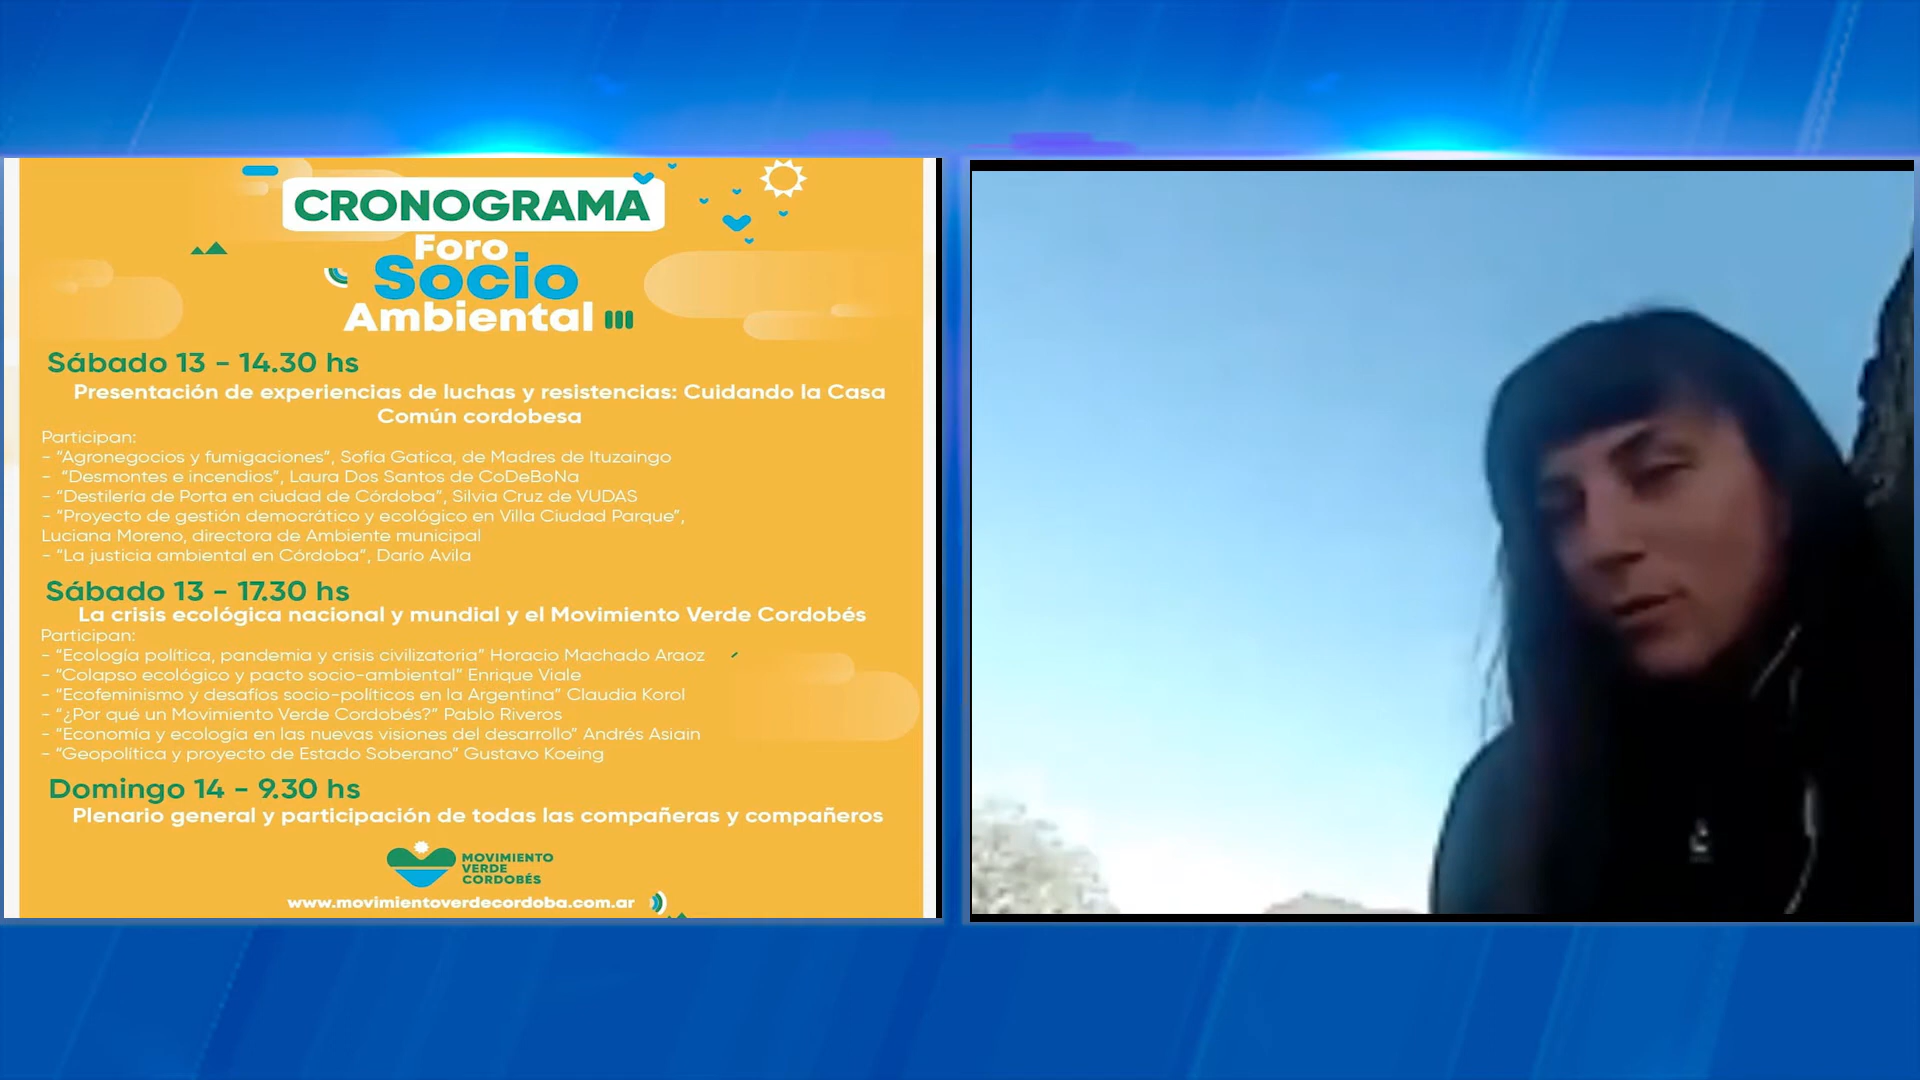 CRONOGRAMA
Foro
Socio
Ambiental
Sábado 13 - 14.30 hs
Presentación de experiencias de luchas y resistencias: Cuidando la Casa
Común cordobesa
Participan:
- “Agronegocios y fumigaciones”, Sofía Gatica, de Madres de Ituzaingo
- “Desmontes e incendios”, Laura Dos Santos de CoDeBoNa
- “Destilería de Porta en ciudad de Córdoba”, Silvia Cruz de VUDAS
- “Proyecto de gestión democrático y ecológico en Villa Ciudad Parque”,
Luciana Moreno, directora de Ambiente municipal
- “La justicia ambiental en Córdoba”, Darío Avila
Sábado 13 - 17.30 hs
La crisis ecológica nacional y mundial y el Movimiento Verde Cordobés
Participan:
- “Ecología política, pandemia y crisis civilizatoria” Horacio Machado Araoz
- “Colapso ecológico y pacto socio-ambiental” Enrique Viale
- “Ecofeminismo y desafíos socio-políticos en la Argentina” Claudia Korol
- “¿Por qué un Movimiento Verde Cordobés?” Pablo Riveros
- “Economía y ecología en las nuevas visiones del desarrollo” Andrés Asiain
- “Geopolítica y proyecto de Estado Soberano” Gustavo Koeing
Domingo 14 - 9.30 hs
Plenario general y participación de todas las compañeras y compañeros
MOVIMIENTO
VERDE
CORDOBÉS
www.movimientoverdecordoba.com.ar